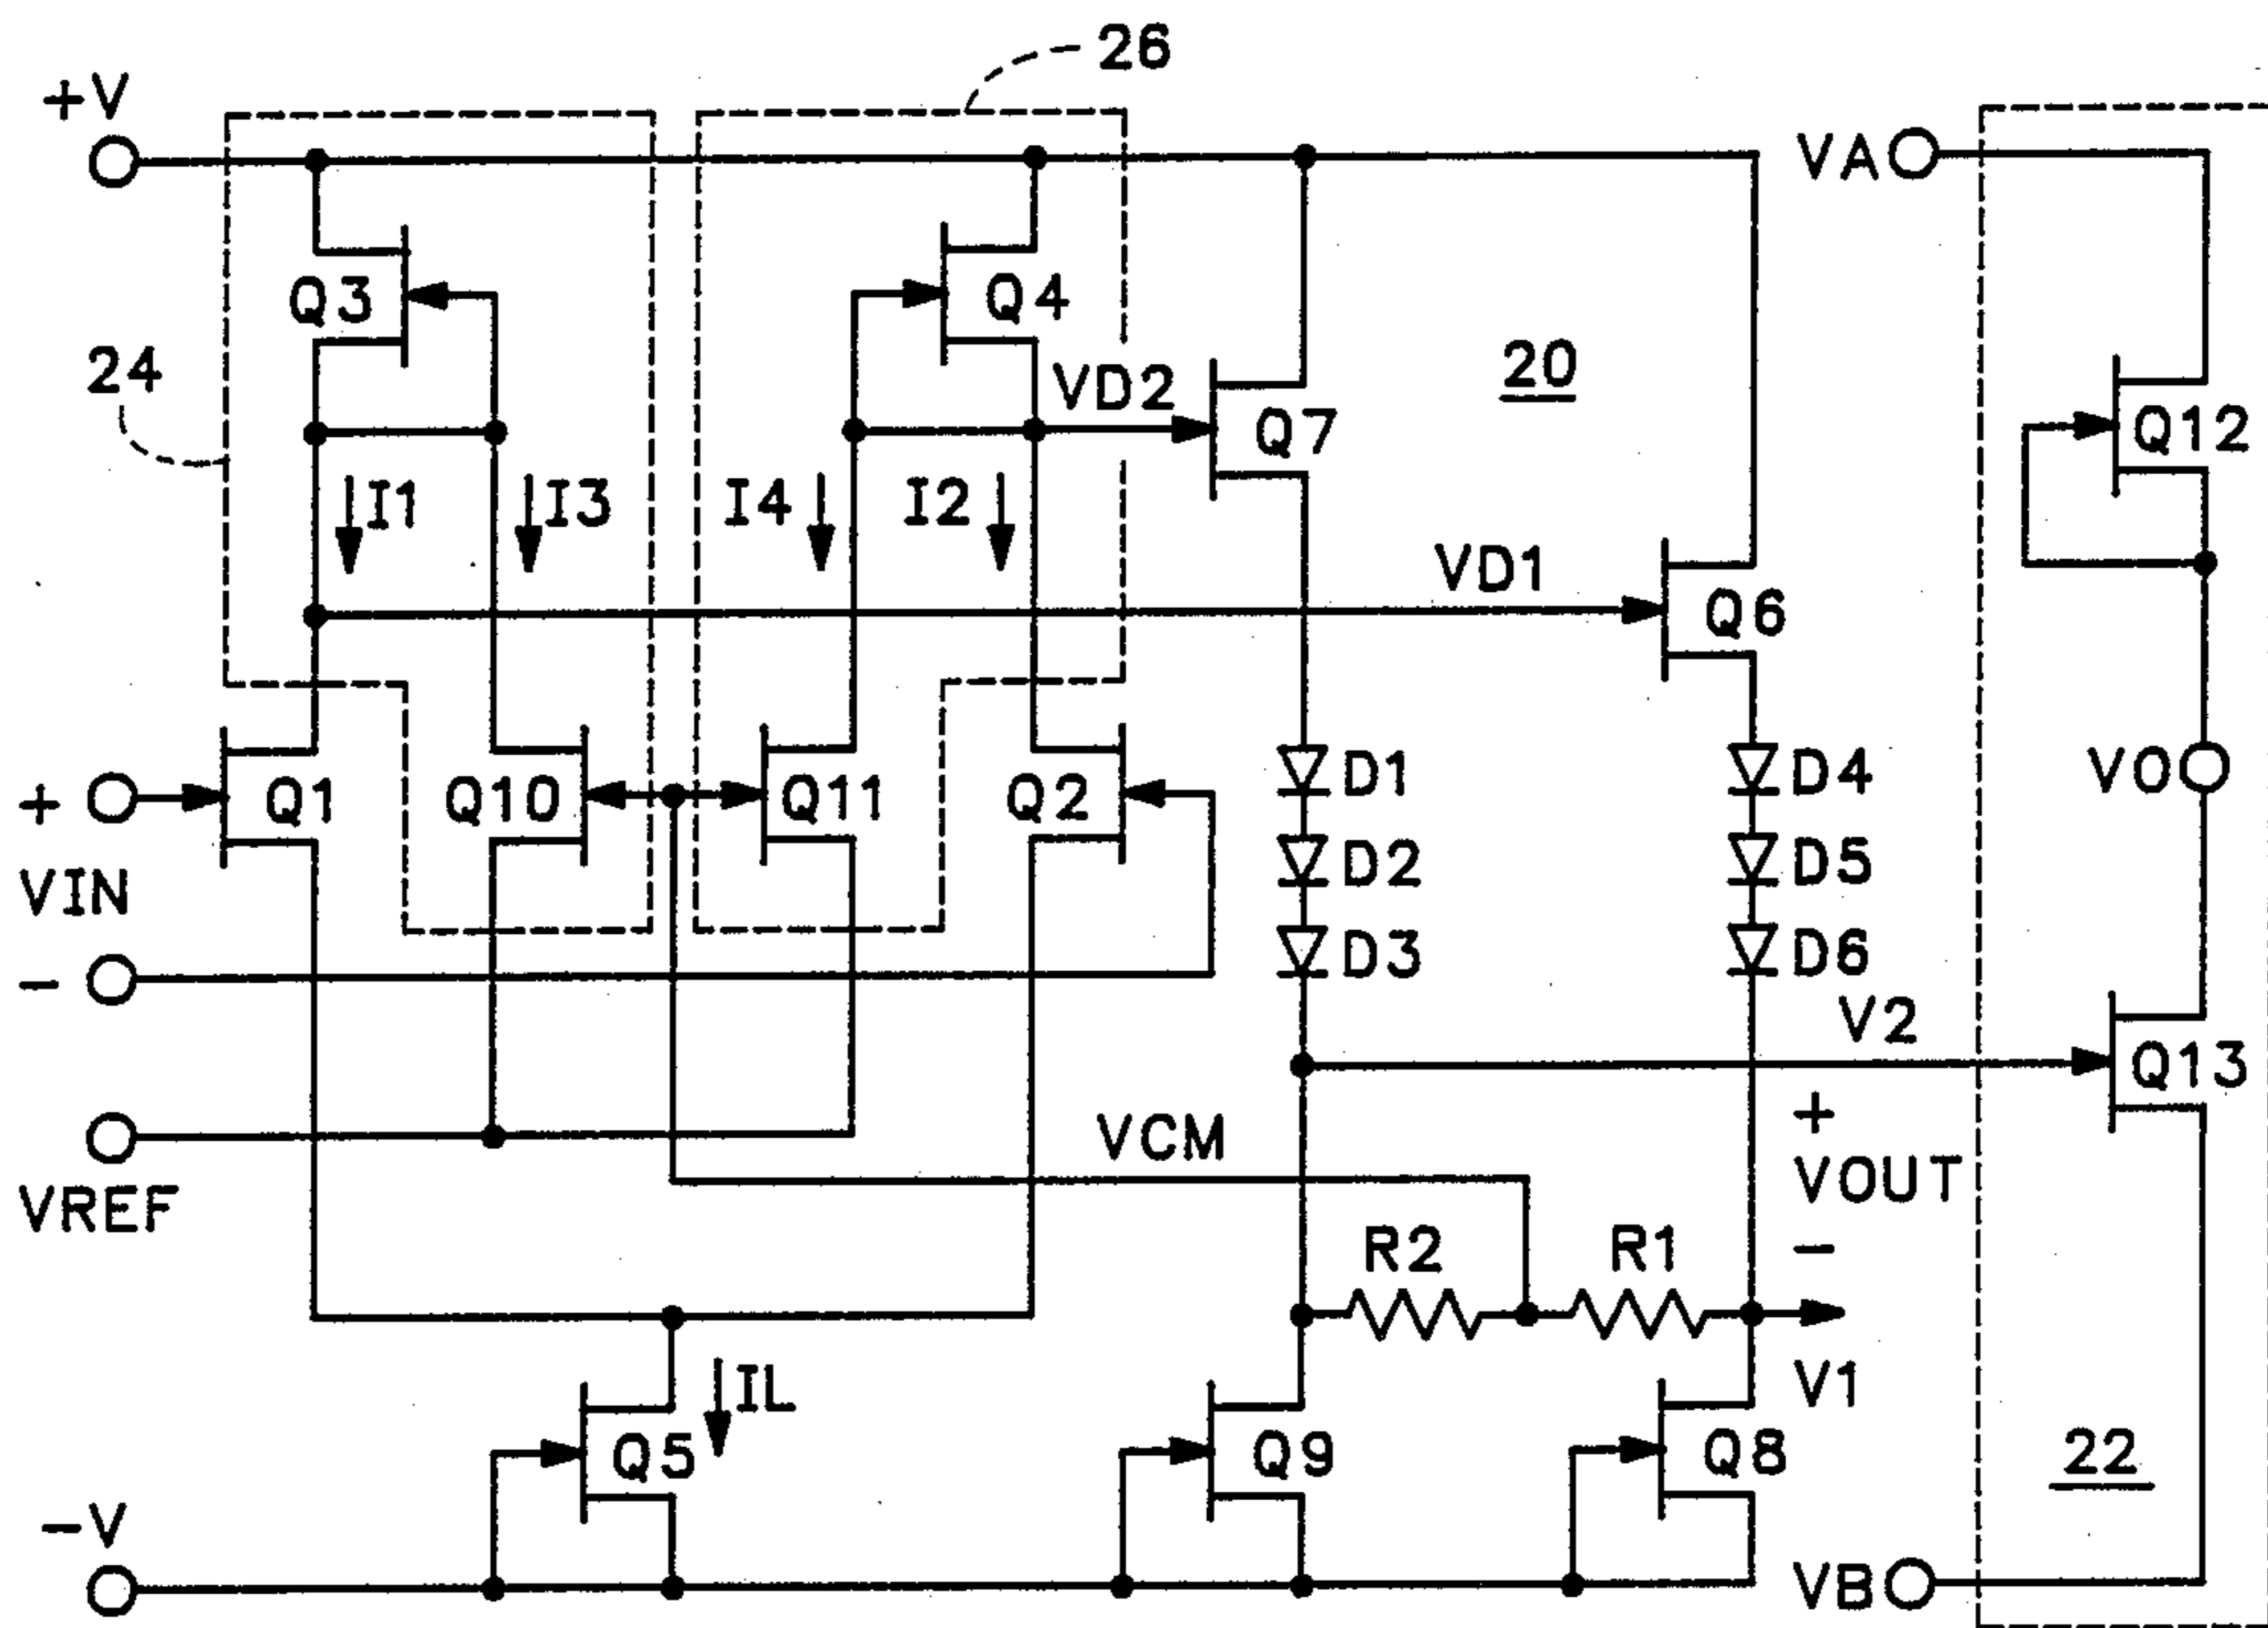 26
+V
VA
Q3
Q4
20
24
VD2
Q7
Q12
I1
I3
I4
I2
VD1
Q6
+
Q1
Q10
Q11
Q2
D1
D4
VO
VIN
D2
D5
-
D3
D6
V2
Q13
VREF
VCM
+
VOUT
-
R2
R1
V1
IL
Q5
Q9
Q8
22
-V
VB